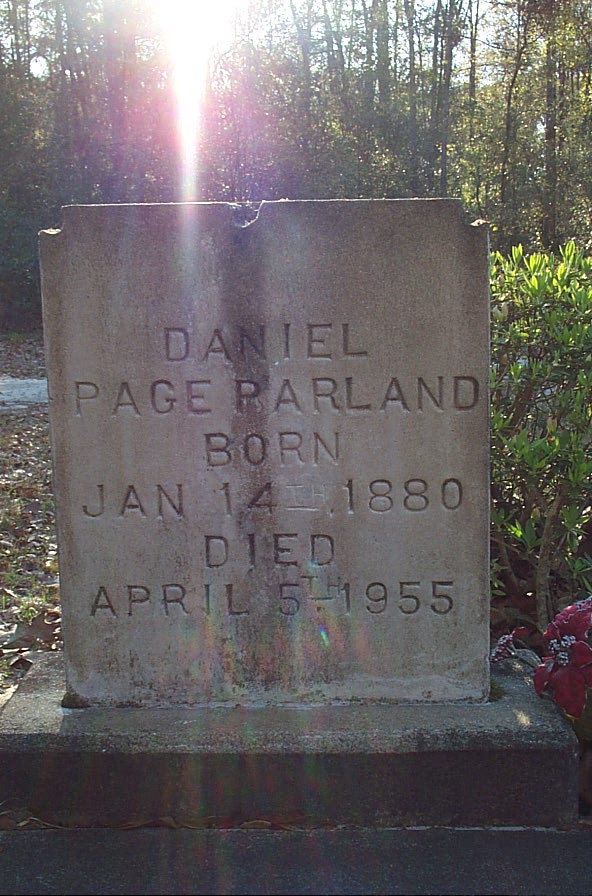 DANIEL
PAGE PARLAND
BORN
JAN 14TH, 1880
DIED
APRIL 5TH 1955